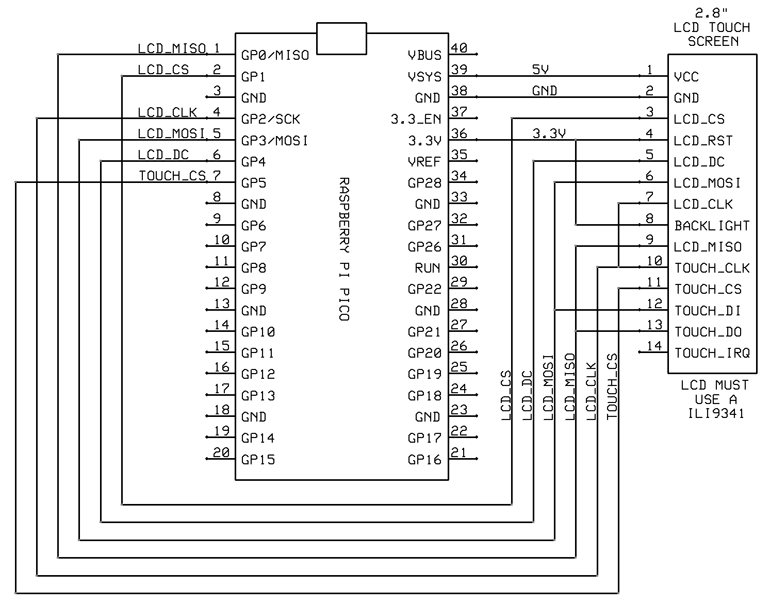 2.8"
LCD TOUCH
SCREEN
LCD_MISO 1 GP0/MISO VBUS 40
LCD_CS 2 GP1 VSYS 39 5V 1 VCC
3 GND GND 38 GND 2 GND
LCD_CLK 4 GP2/SCK 3.3_EN 37 3 LCD_CS
LCD_MOSI 5 GP3/MOSI 3.3V 36 3.3V 4 LCD_RST
LCD_DC 6 GP4 VREF 35 5 LCD_DC
TOUCH_CS 7 GP5 GP28 34 6 LCD_MOSI
8 GND GND 33 7 LCD_CLK
9 GP6 GP27 32 8 BACKLIGHT
10 GP7 GP26 31 9 LCD_MISO
11 GP8 RUN 30 10 TOUCH_CLK
12 GP9 GP22 29 11 TOUCH_CS
13 GND GND 28 12 TOUCH_DI
14 GP10 GP21 27 13 TOUCH_DO
15 GP11 GP20 26 14 TOUCH_IRQ
16 GP12 GP19 25
17 GP13 GP18 24
18 GND GND 23
19 GP14 GP17 22
20 GP15 GP16 21
RASPBERRY PI PICO
LCD_CS
LCD_DC
LCD_MOSI
LCD_MISO
LCD_CLK
TOUCH_CS
LCD MUST
USE A
ILI9341